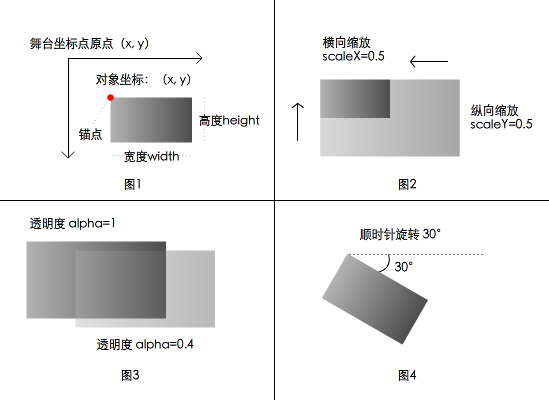 舞台坐标点原点（x, y）
对象坐标：（x, y）
锚点
高度height
宽度width
图1
横向缩放
scaleX=0.5
纵向缩放
scaleY=0.5
图2
透明度 alpha=1
透明度 alpha=0.4
图3
顺时针旋转 30°
30°
图4